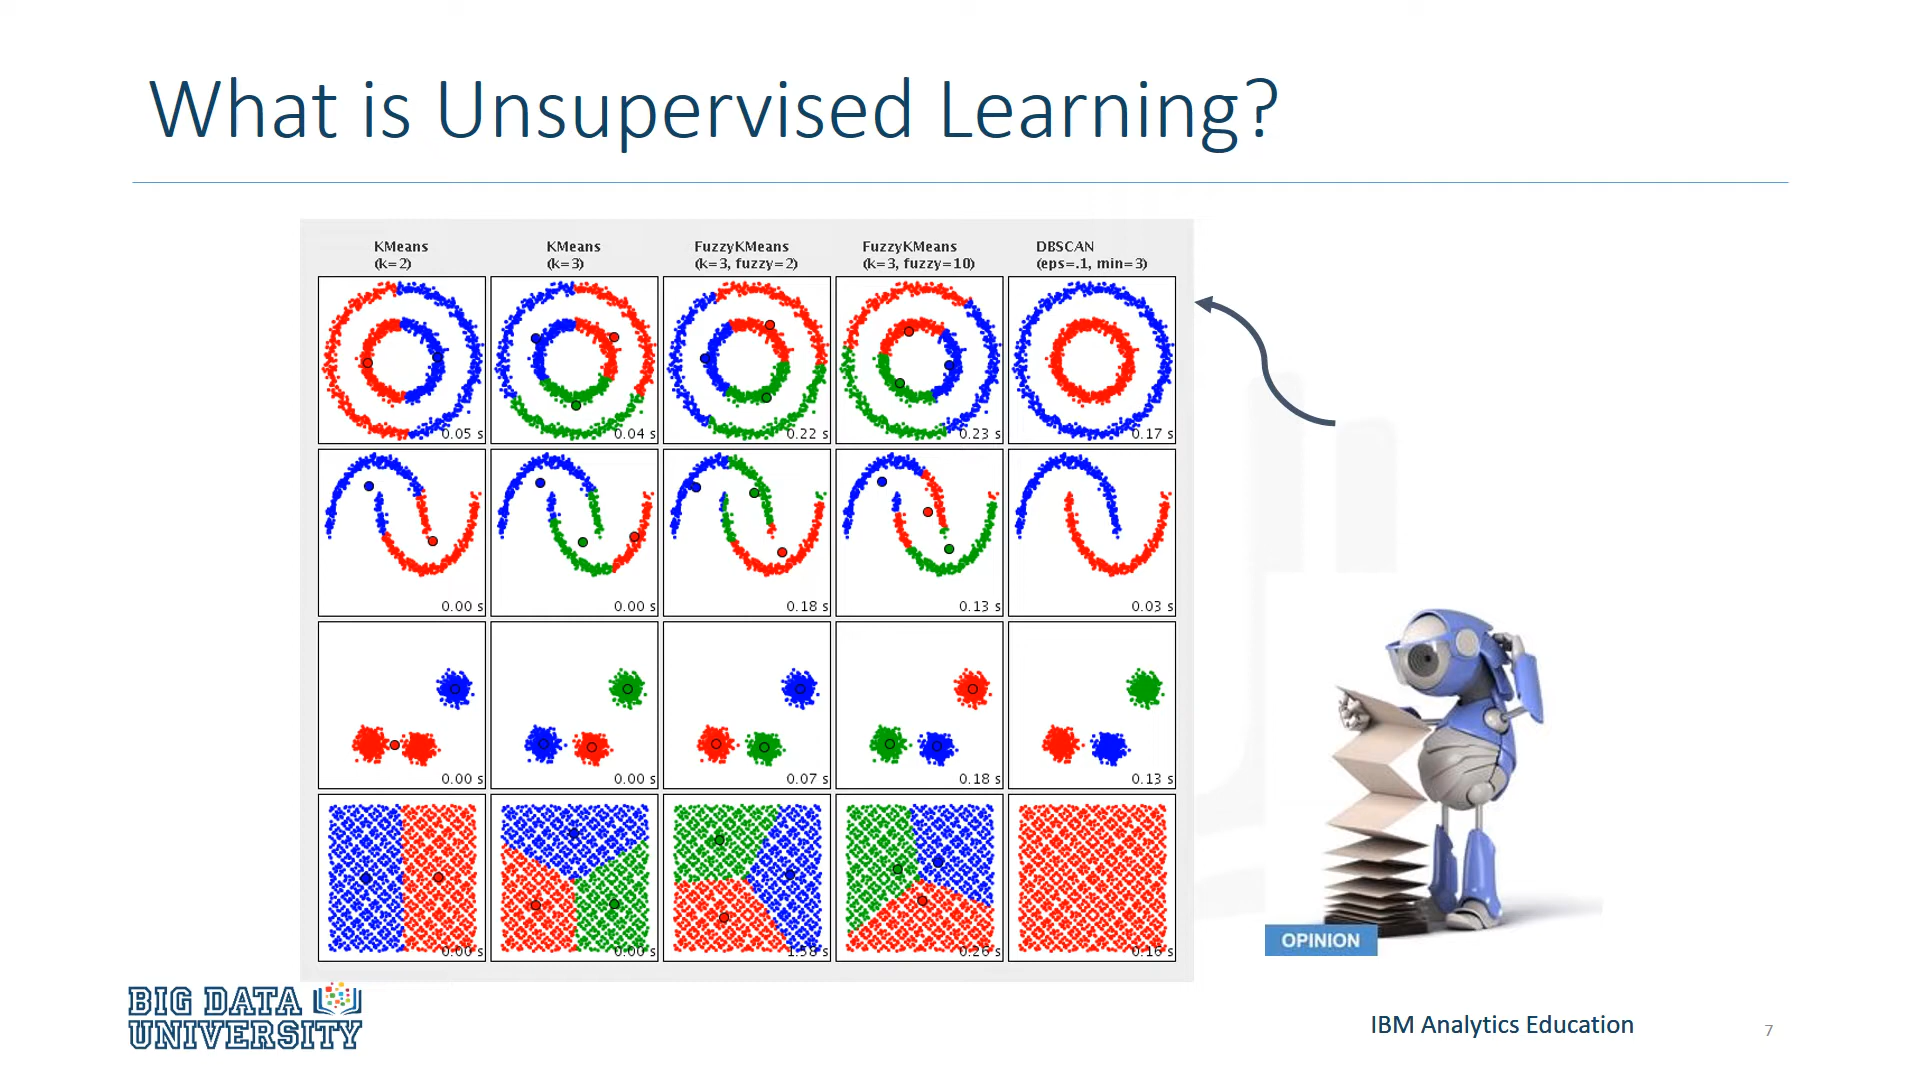 What is Unsupervised Learning?
KMeans
(k=2)
KMeans
(k=3)
FuzzyKMeans
(k=3, fuzzy=2)
FuzzyKMeans
(k=3, fuzzy=10)
DBSCAN
(eps=.1, min=3)
0.05 s
0.04 s
0.22 s
0.23 s
0.17 s
0.00 s
0.00 s
0.18 s
0.13 s
0.03 s
0.00 s
0.00 s
0.07 s
0.18 s
0.13 s
0.00 s
0.00 s
1.58 s
0.26 s
0.16 s
OPINION
BIG DATA
UNIVERSITY
IBM Analytics Education
7